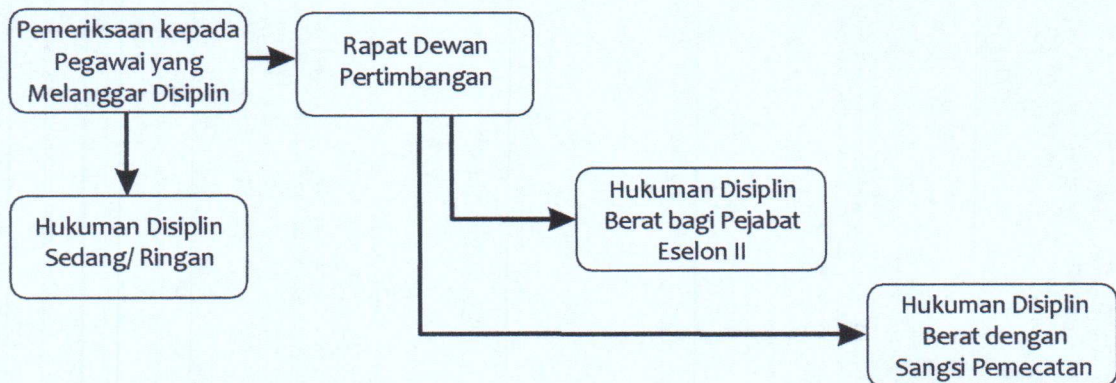 Pemeriksaan kepada
Pegawai yang
Melanggar Disiplin
Rapat Dewan
Pertimbangan
Hukuman Disiplin
Sedang/ Ringan
Hukuman Disiplin
Berat bagi Pejabat
Eselon II
Hukuman Disiplin
Berat dengan
Sangsi Pemecatan